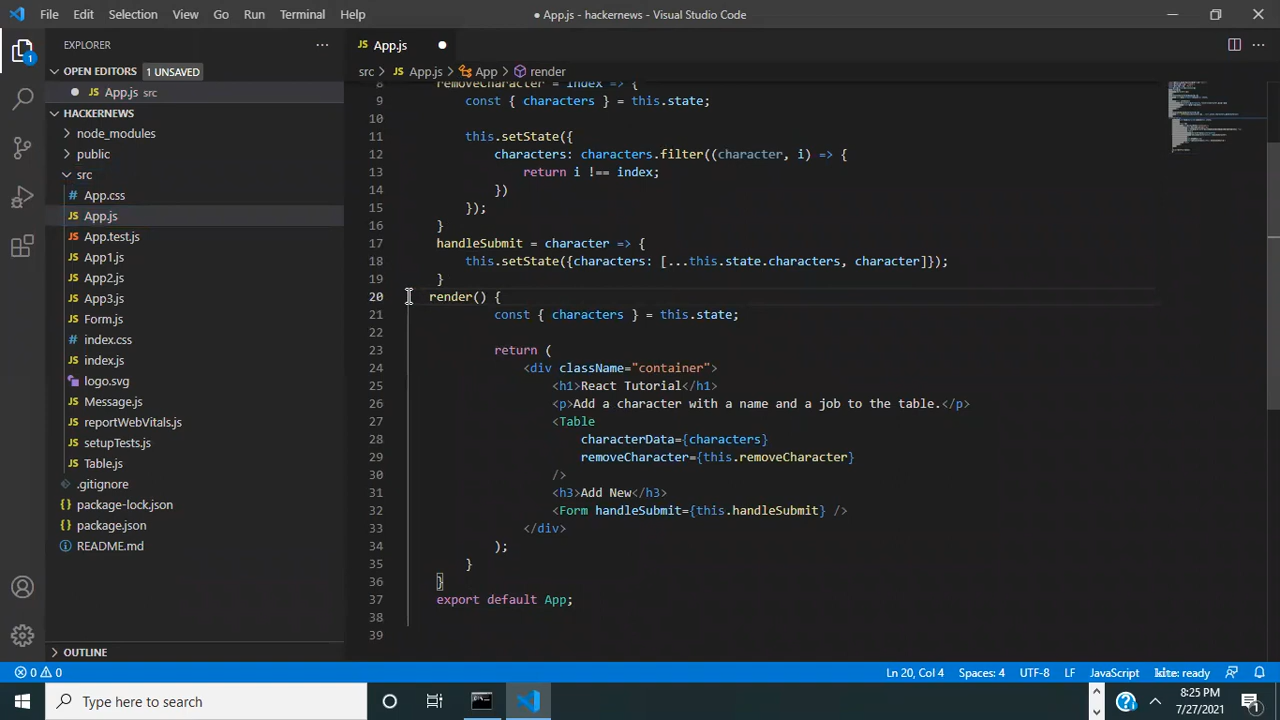 File Edit Selection View Go Run Terminal Help ● App.js - hackernews - Visual Studio Code
EXPLORER
OPEN EDITORS 1 UNSAVED
App.js src
HACKERNEWS
node_modules
public
src
App.css
App.js
App.test.js
App1.js
App2.js
App3.js
Form.js
index.css
index.js
logo.svg
Message.js
reportWebVitals.js
setupTests.js
Table.js
.gitignore
package-lock.json
package.json
README.md
OUTLINE
JS App.js
src > JS App.js > App > render
8 removeCharacter = index => {
9 const { characters } = this.state;
10
11 this.setState({
12 characters: characters.filter((character, i) => {
13 return i !== index;
14 })
15 });
16 }
17 handleSubmit = character => {
18 this.setState({characters: [...this.state.characters, character]});
19 }
20 render() {
21 const { characters } = this.state;
22
23 return (
24 <div className="container">
25 <h1>React Tutorial</h1>
26 <p>Add a character with a name and a job to the table.</p>
27 <Table
28 characterData={characters}
29 removeCharacter={this.removeCharacter}
30 />
31 <h3>Add New</h3>
32 <Form handleSubmit={this.handleSubmit} />
33 </div>
34 );
35 }
36 }
37 export default App;
38
39
0 0 Ln 20, Col 4 Spaces: 4 UTF-8 LF JavaScript kite: ready
Type here to search
8:25 PM
7/27/2021